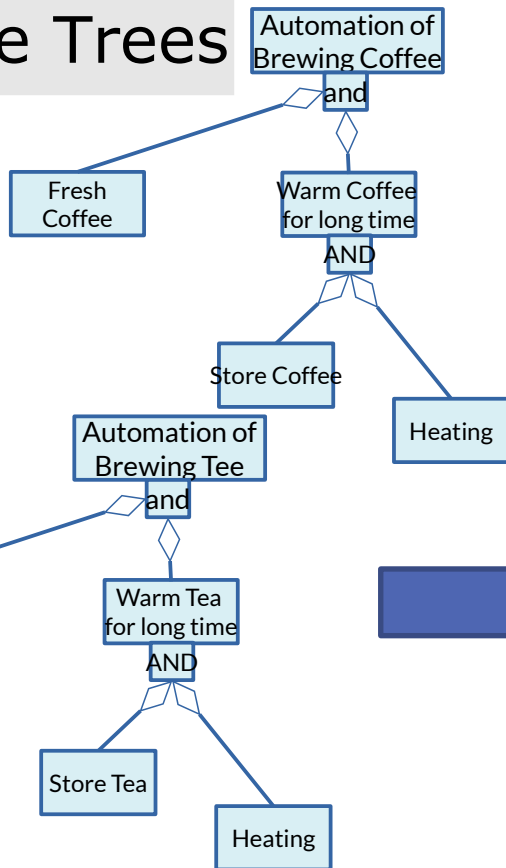 e Trees
Automation of
Brewing Coffee
and
Fresh
Coffee
Warm Coffee
for long time
AND
Store Coffee
Heating
Automation of
Brewing Tee
and
Warm Tea
for long time
AND
Store Tea
Heating